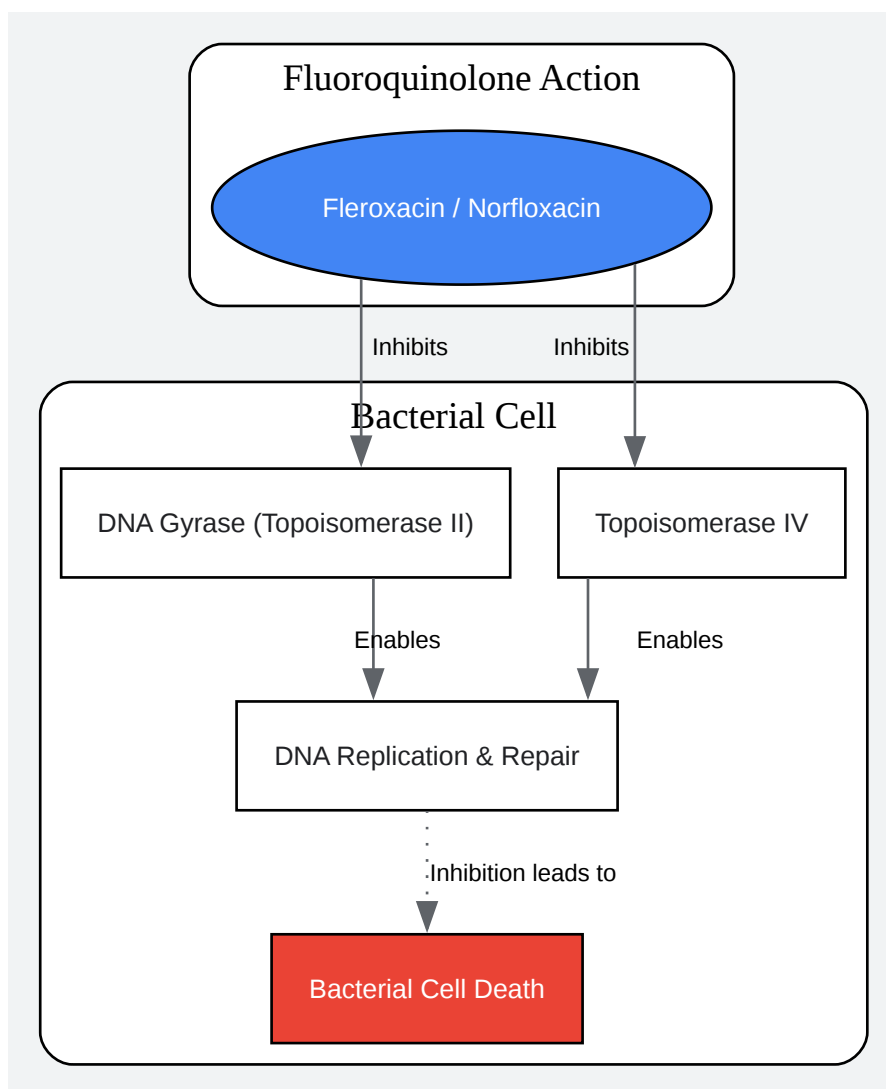 Fluoroquinolone Action
Fleroxacin / Norfloxacin
Inhibits
Inhibits
Bacterial Cell
DNA Gyrase (Topoisomerase II)
Topoisomerase IV
Enables
Enables
DNA Replication & Repair
Inhibition leads to
Bacterial Cell Death